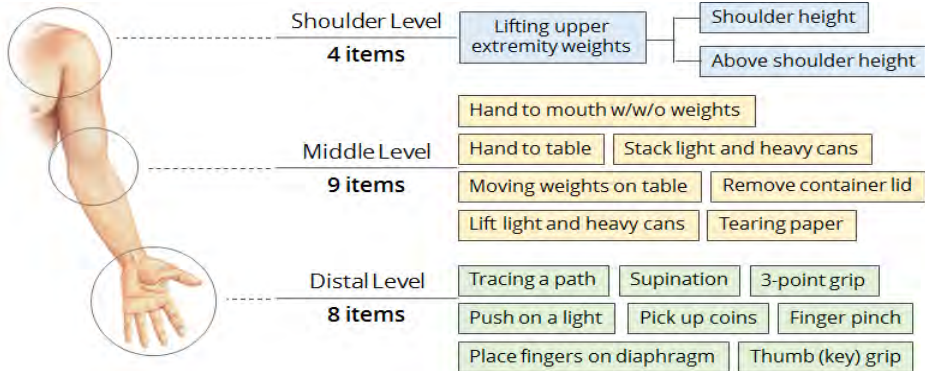 Shoulder Level
4 items
Lifting upper
extremity weights
Shoulder height
Above shoulder height
Middle Level
9 items
Hand to mouth w/w/o weights
Hand to table
Stack light and heavy cans
Moving weights on table
Remove container lid
Lift light and heavy cans
Tearing paper
Distal Level
8 items
Tracing a path
Supination
3-point grip
Push on a light
Pick up coins
Finger pinch
Place fingers on diaphragm
Thumb (key) grip